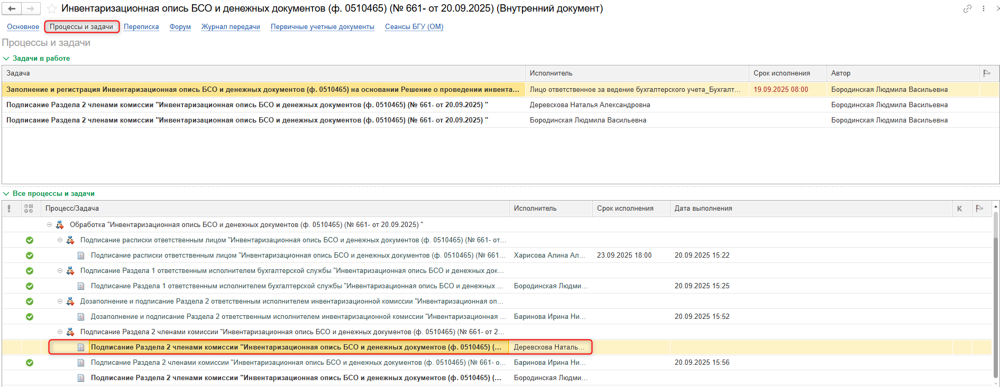 Инвентаризационная опись БСО и денежных документов (ф. 0510465) (№ 661- от 20.09.2025) (Внутренний документ)
Основное Процессы и задачи Переписка Форум Журнал передачи Первичные учетные документы Сеансы БГУ (ОМ)
Процессы и задачи
Задачи в работе
Задача Исполнитель Срок исполнения Автор
Заполнение и регистрация Инвентаризационная опись БСО и денежных документов (ф. 0510465) на основании Решение о проведении инвента... Лицо ответственное за ведение бухгалтерского учета_Бухгалт... 19.09.2025 08:00 Бородинская Людмила Васильевна
Подписание Раздела 2 членами комиссии "Инвентаризационная опись БСО и денежных документов (ф. 0510465) (№ 661- от 20.09.2025) " Деревскова Наталья Александровна Бородинская Людмила Васильевна
Подписание Раздела 2 членами комиссии "Инвентаризационная опись БСО и денежных документов (ф. 0510465) (№ 661- от 20.09.2025) " Бородинская Людмила Васильевна Бородинская Людмила Васильевна
Все процессы и задачи
Процесс/Задача Исполнитель Срок исполнения Дата выполнения К
Обработка "Инвентаризационная опись БСО и денежных документов (ф. 0510465) (№ 661- от 20.09.2025) "
Подписание расписки ответственным лицом "Инвентаризационная опись БСО и денежных документов (ф. 0510465) (№ 661- от...
Подписание расписки ответственным лицом "Инвентаризационная опись БСО и денежных документов (ф. 0510465) (№ 661... Харисова Алина Ал... 23.09.2025 18:00 20.09.2025 15:22
Подписание Раздела 1 ответственным исполнителем бухгалтерской службы "Инвентаризационная опись БСО и денежных док...
Подписание Раздела 1 ответственным исполнителем бухгалтерской службы "Инвентаризационная опись БСО и денежных ... Бородинская Людми... 20.09.2025 15:25
Дозаполнение и подписание Раздела 2 ответственным исполнителем инвентаризационной комиссии "Инвентаризационная оп...
Дозаполнение и подписание Раздела 2 ответственным исполнителем инвентаризационной комиссии "Инвентаризационная ... Баринова Ирина Ни... 20.09.2025 15:52
Подписание Раздела 2 членами комиссии "Инвентаризационная опись БСО и денежных документов (ф. 0510465) (№ 661- от 2...
Подписание Раздела 2 членами комиссии "Инвентаризационная опись БСО и денежных документов (ф. 0510465) (... Деревскова Наталь...
Подписание Раздела 2 членами комиссии "Инвентаризационная опись БСО и денежных документов (ф. 0510465) (№ 661- о... Баринова Ирина Ни... 20.09.2025 15:56
Подписание Раздела 2 членами комиссии "Инвентаризационная опись БСО и денежных документов (ф. 0510465) (... Бородинская Людми...